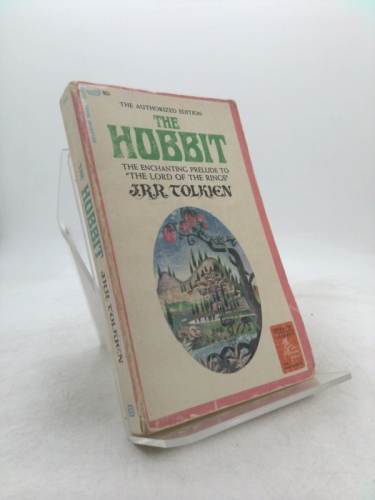 THE AUTHORIZED EDITION
THE
HOBBIT
THE ENCHANTING PRELUDE TO
"THE LORD OF THE RINGS"
J.R.R. TOLKIEN
THE HOBBIT
J.R.R. TOLKIEN